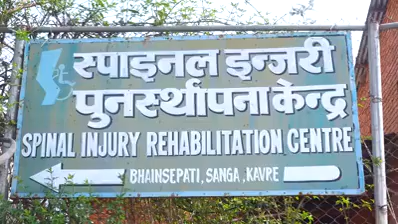 स्पाइनल इन्जरी
पुनर्स्थापना केन्द्र
SPINAL INJURY REHABILITATION CENTRE
BHAINSEPATI, SANGA, KAVRE